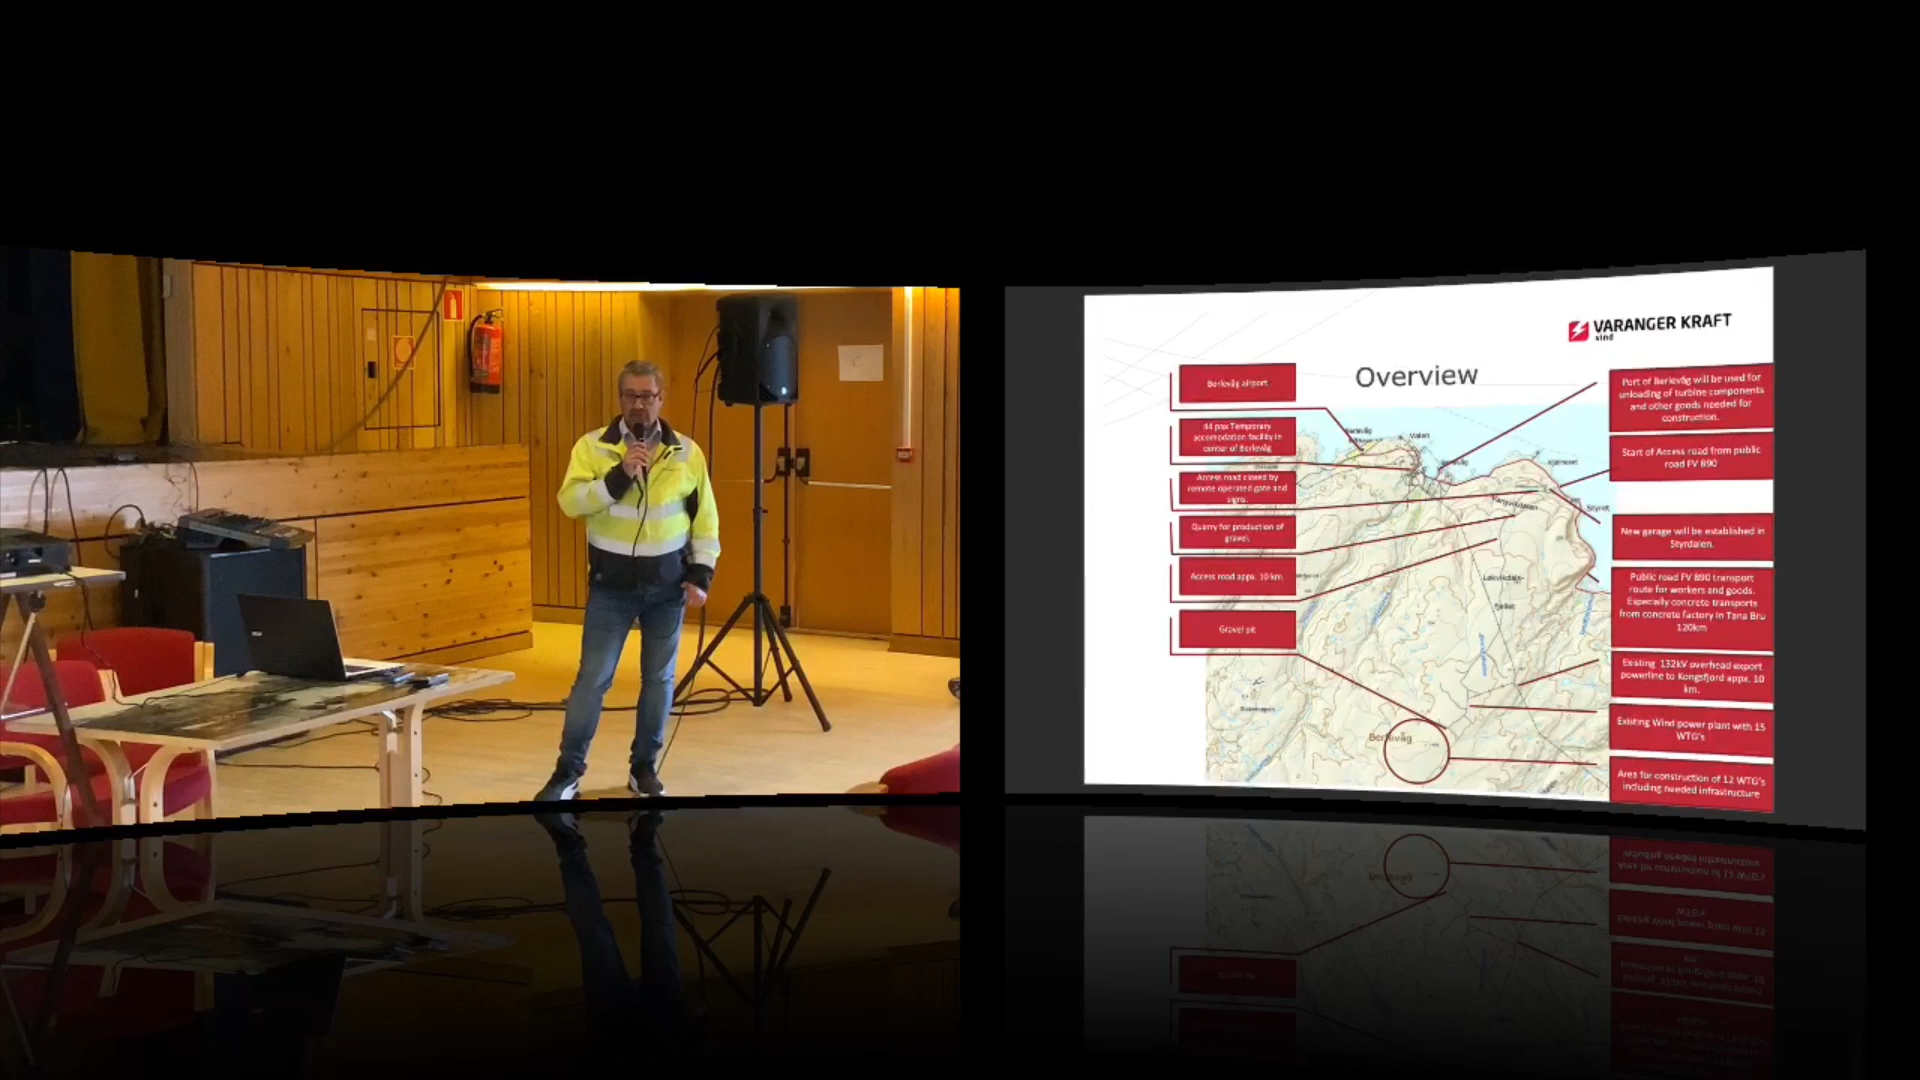 VARANGER KRAFT
vind
Overview
Berlevåg airport
44 pax Temporary
accomodation facility in
center of Berlevåg
Access road closed by
remote operated gate and
signs.
Quarry for production of
gravel.
Access road appx. 10 km.
Gravel pit
Port of Berlevåg will be used for
unloading of turbine components
and other goods needed for
construction.
Start of Access road from public
road FV 890
New garage will be established in
Styrdalen.
Public road FV 890 transport
route for workers and goods.
Especially concrete transports
from concrete factory in Tana Bru
120km
Existing 132kV overhead export
powerline to Kongsfjord appx. 10
km.
Existing Wind power plant with 15
WTG's
Area for construction of 12 WTG's
including needed infrastructure
Berlevåg
Valen
Styret
Berlevåg